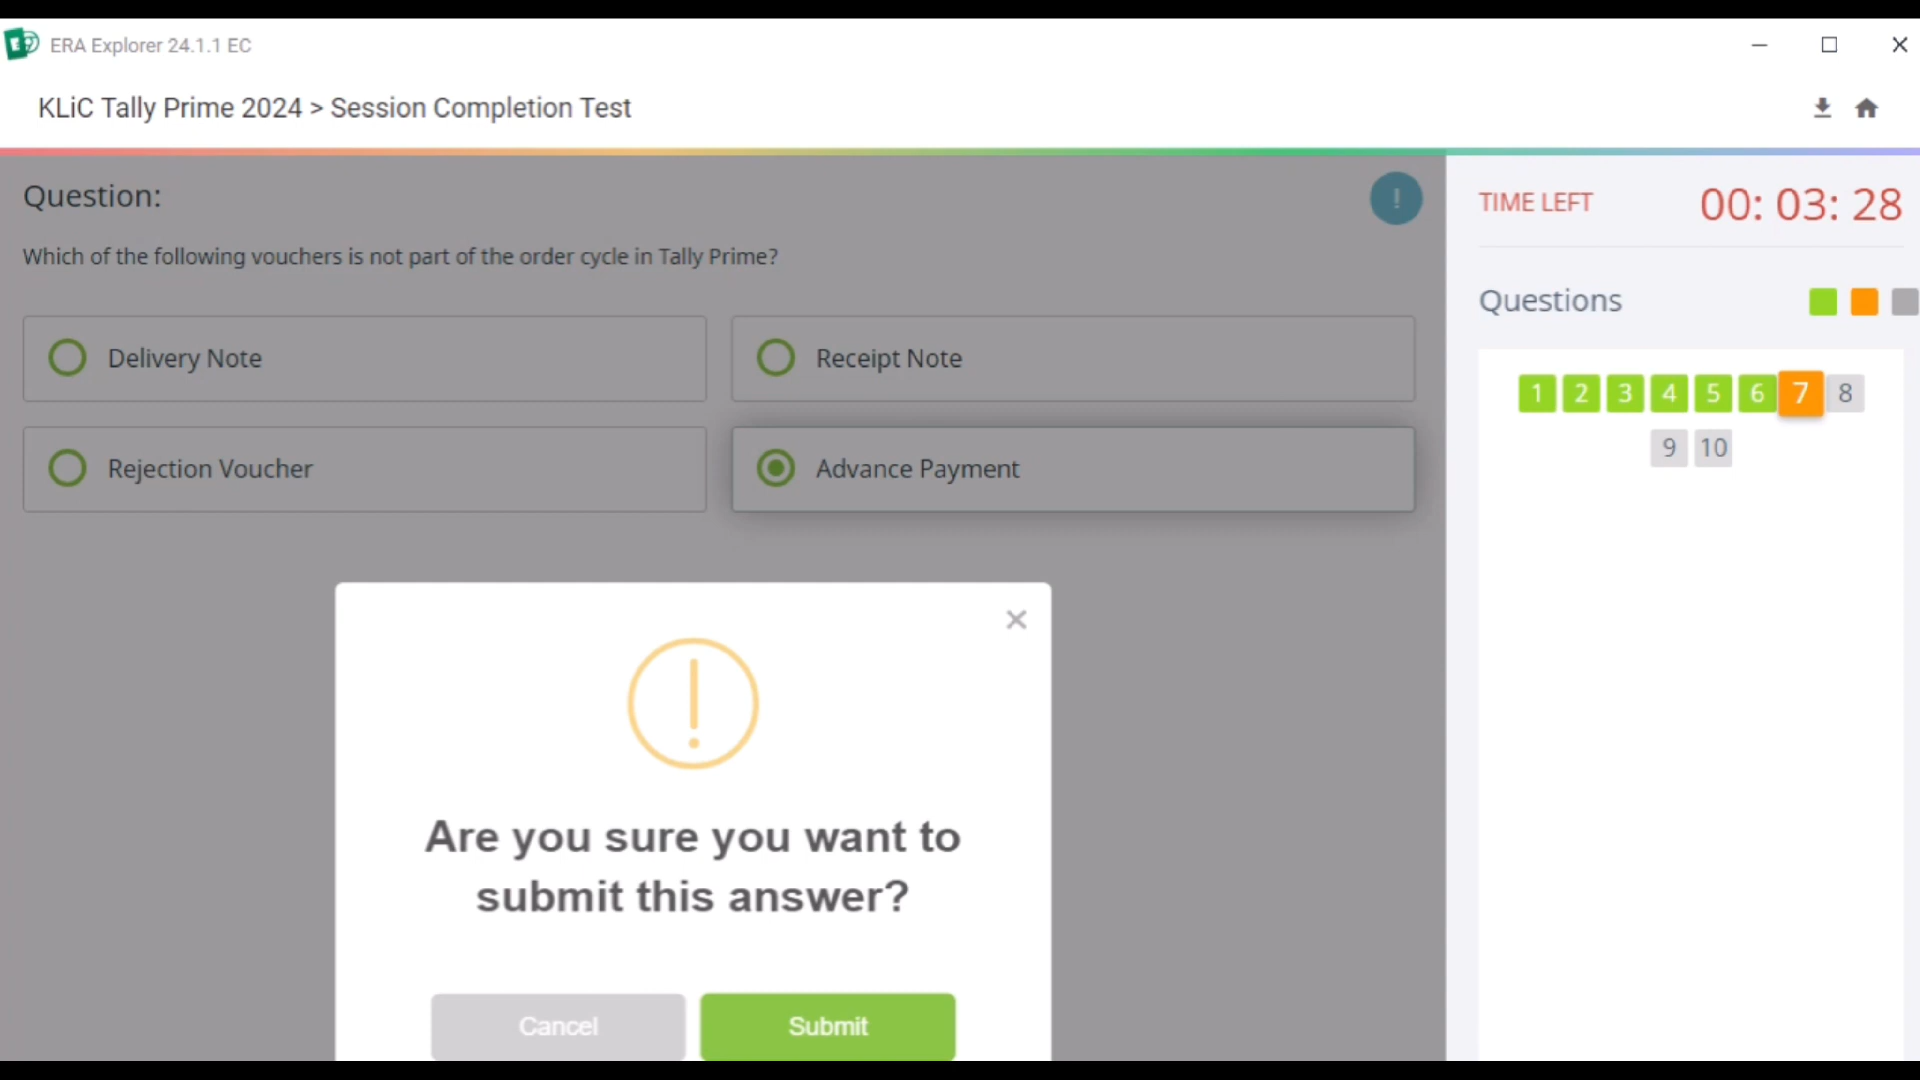 ERA Explorer 24.1.1 EC
KLiC Tally Prime 2024 > Session Completion Test
Question:
!
TIME LEFT 00: 03: 28
Which of the following vouchers is not part of the order cycle in Tally Prime?
Questions
Delivery Note
Receipt Note
Rejection Voucher
Advance Payment
1 2 3 4 5 6 7 8
9 10
Are you sure you want to
submit this answer?
Cancel
Submit